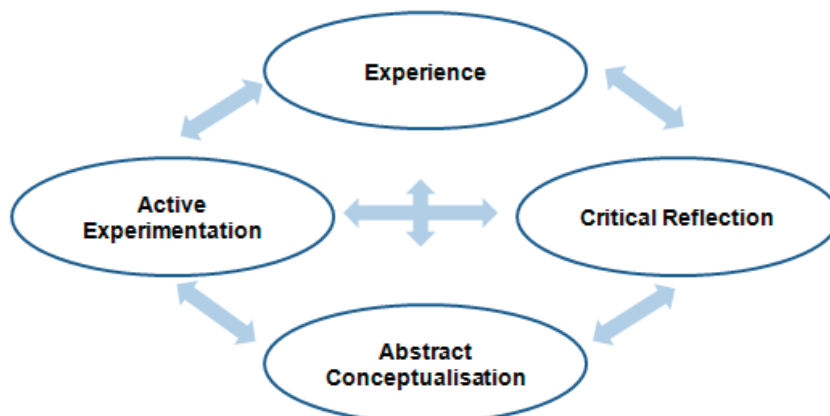 Experience
Active
Experimentation
Critical Reflection
Abstract
Conceptualisation